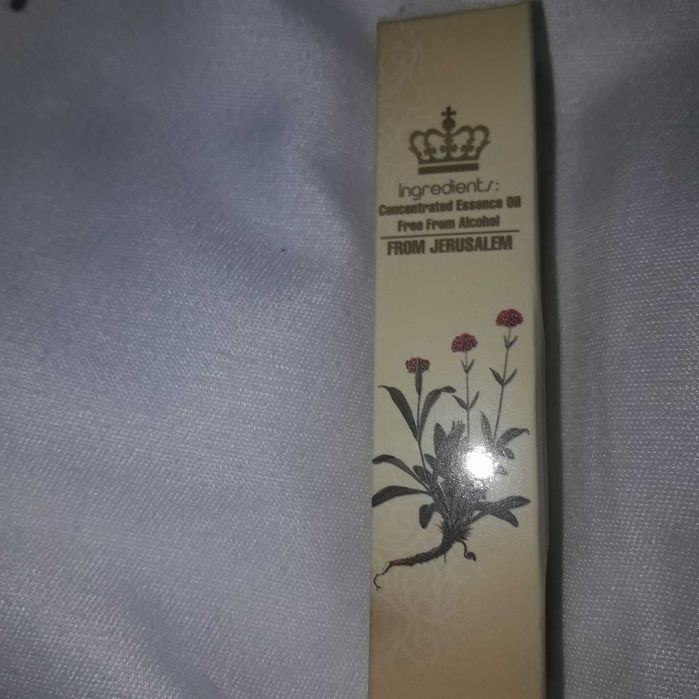 Ingredients:
Concentrated Essence Oil
Free From Alcohol
FROM JERUSALEM